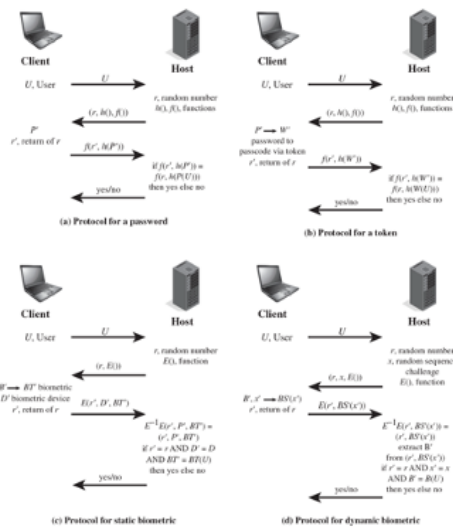 Client
Host
U, User
U
r, random number
h(), f(), functions
(r, h(), f())
P'
r', return of r
f(r', h(P'))
if f(r', h(P')) =
f(r, h(P(U)))
then yes else no
yes/no
(a) Protocol for a password
Client
Host
U, User
U
r, random number
h(), f(), functions
(r, h(), f())
P' → W'
password to
passcode via token
r', return of r
f(r', h(W'))
if f(r', h(W')) =
f(r, h(W(U)))
then yes else no
yes/no
(b) Protocol for a token
Client
Host
U, User
U
r, random number
E(), function
(r, E())
B' → BT' biometric
D' biometric device
r', return of r
E(r', D', BT')
E⁻¹E(r', P', BT') =
(r', P', BT')
if r' = r AND D' = D
AND BT' = BT(U)
then yes else no
yes/no
(c) Protocol for static biometric
Client
Host
U, User
U
r, random number
x, random sequence
challenge
E(), function
(r, x, E())
B', x' → BS'(x')
r', return of r
E(r', BS'(x'))
E⁻¹E(r', BS'(x')) =
(r', BS'(x'))
extract B'
from (r', BS'(x'))
if r' = r AND x' = x
AND B' = B(U)
then yes else no
yes/no
(d) Protocol for dynamic biometric